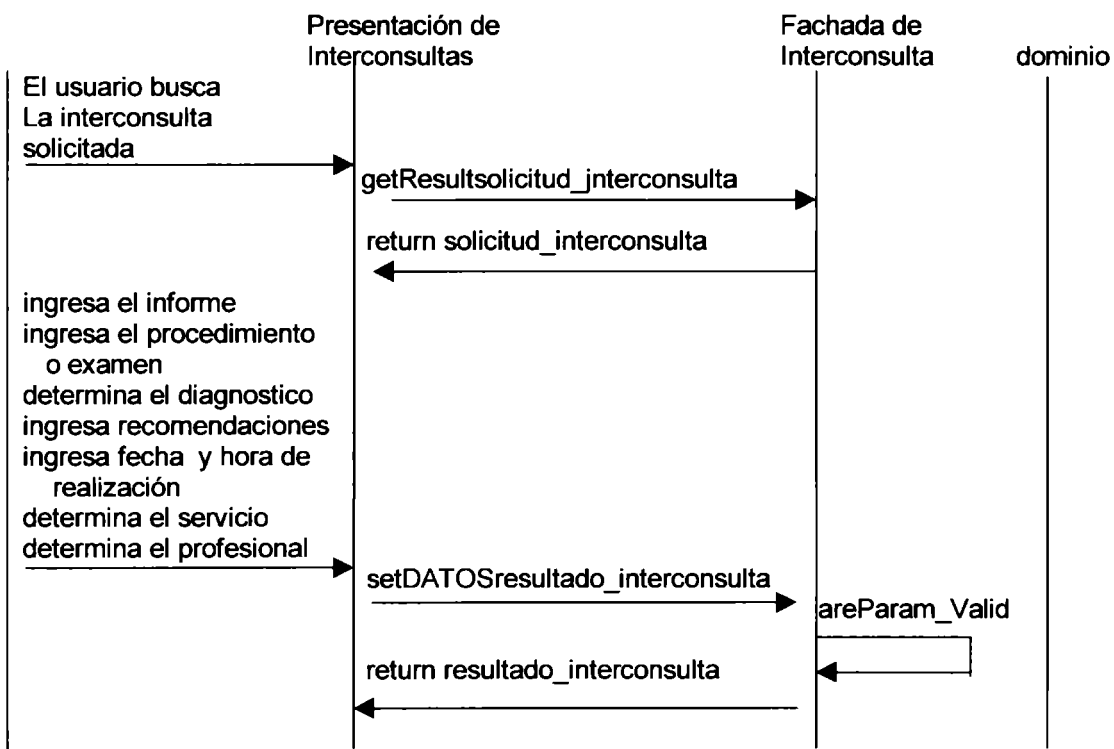 Presentación de
Interconsultas
Fachada de
Interconsulta
dominio
El usuario busca
La interconsulta
solicitada
getResultsolicitud_jnterconsulta
return solicitud_interconsulta
ingresa el informe
ingresa el procedimiento
o examen
determina el diagnostico
ingresa recomendaciones
ingresa fecha y hora de
realización
determina el servicio
determina el profesional
setDATOSresultado_interconsulta
areParam_Valid
return resultado_interconsulta